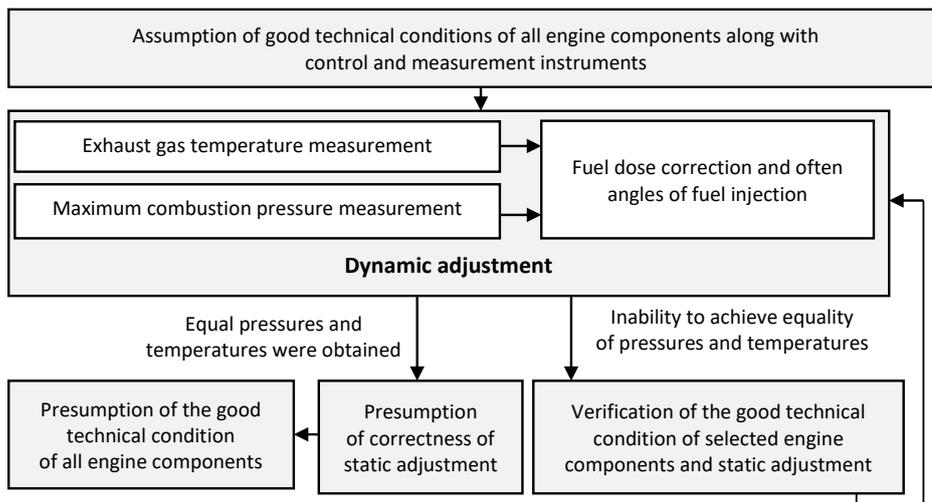 Assumption of good technical conditions of all engine components along with
control and measurement instruments
Exhaust gas temperature measurement
Maximum combustion pressure measurement
Fuel dose correction and often
angles of fuel injection
Dynamic adjustment
Equal pressures and
temperatures were obtained
Inability to achieve equality
of pressures and temperatures
Presumption of the good
technical condition
of all engine components
Presumption
of correctness of
static adjustment
Verification of the good technical
condition of selected engine
components and static adjustment